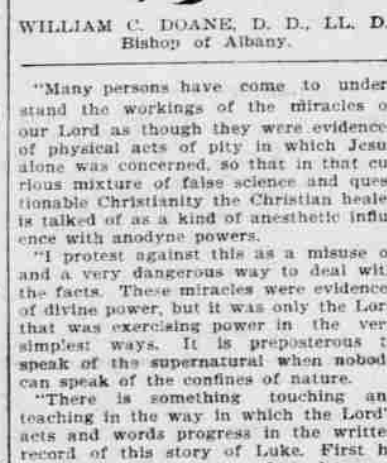 WILLIAM C. DOANE, D. D., LL. D.
Bishop of Albany.
"Many persons have come to under
stand the workings of the miracles o
our Lord as though they were evidence
of physical acts of pity in which Jesu
alone was concerned, so that in that cu
rious mixture of false science and ques
tionable Christianity the Christian heale
is talked of as a kind of anesthetic influ
ence with anodyne powers.
"I protest against this as a misuse o
and a very dangerous way to deal wit
the facts. These miracles were evidence
of divine power, but it was only the Lor
that was exercising power in the ver
simplest ways. It is preposterous t
speak of the supernatural when nobod
can speak of the confines of nature.
"There is something touching an
teaching in the way in which the Lord'
acts and words progress in the writte
record of this story of Luke. First h